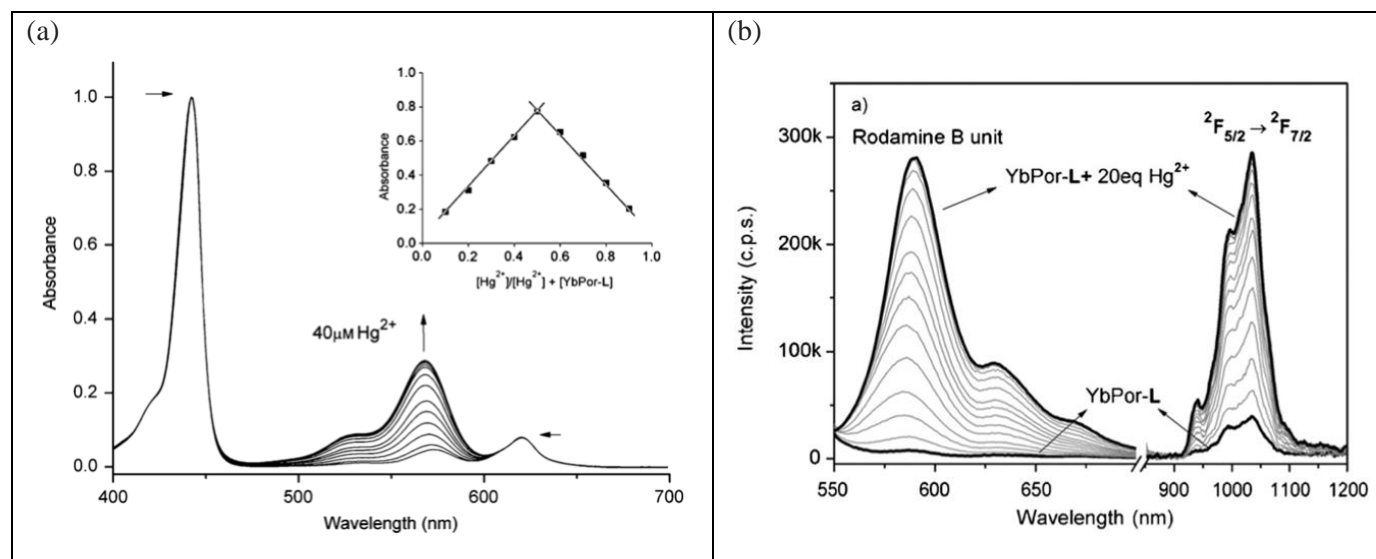 (a)
1.0
0.8
0.6
0.4
0.2
0.0
Absorbance
400
500
600
700
Wavelength (nm)
40μM Hg2+
1.0
0.8
0.6
0.4
0.2
0.0
Absorbance
0.0
0.2
0.4
0.6
0.8
1.0
[Hg2+]/[Hg2+] + [YbPor-L]
(b)
a)
Rodamine B unit
2F5/2 → 2F7/2
YbPor-L+ 20eq Hg2+
YbPor-L
300k
200k
100k
0
Intensity (c.p.s.)
550
600
650
900
1000
1100
1200
Wavelength (nm)